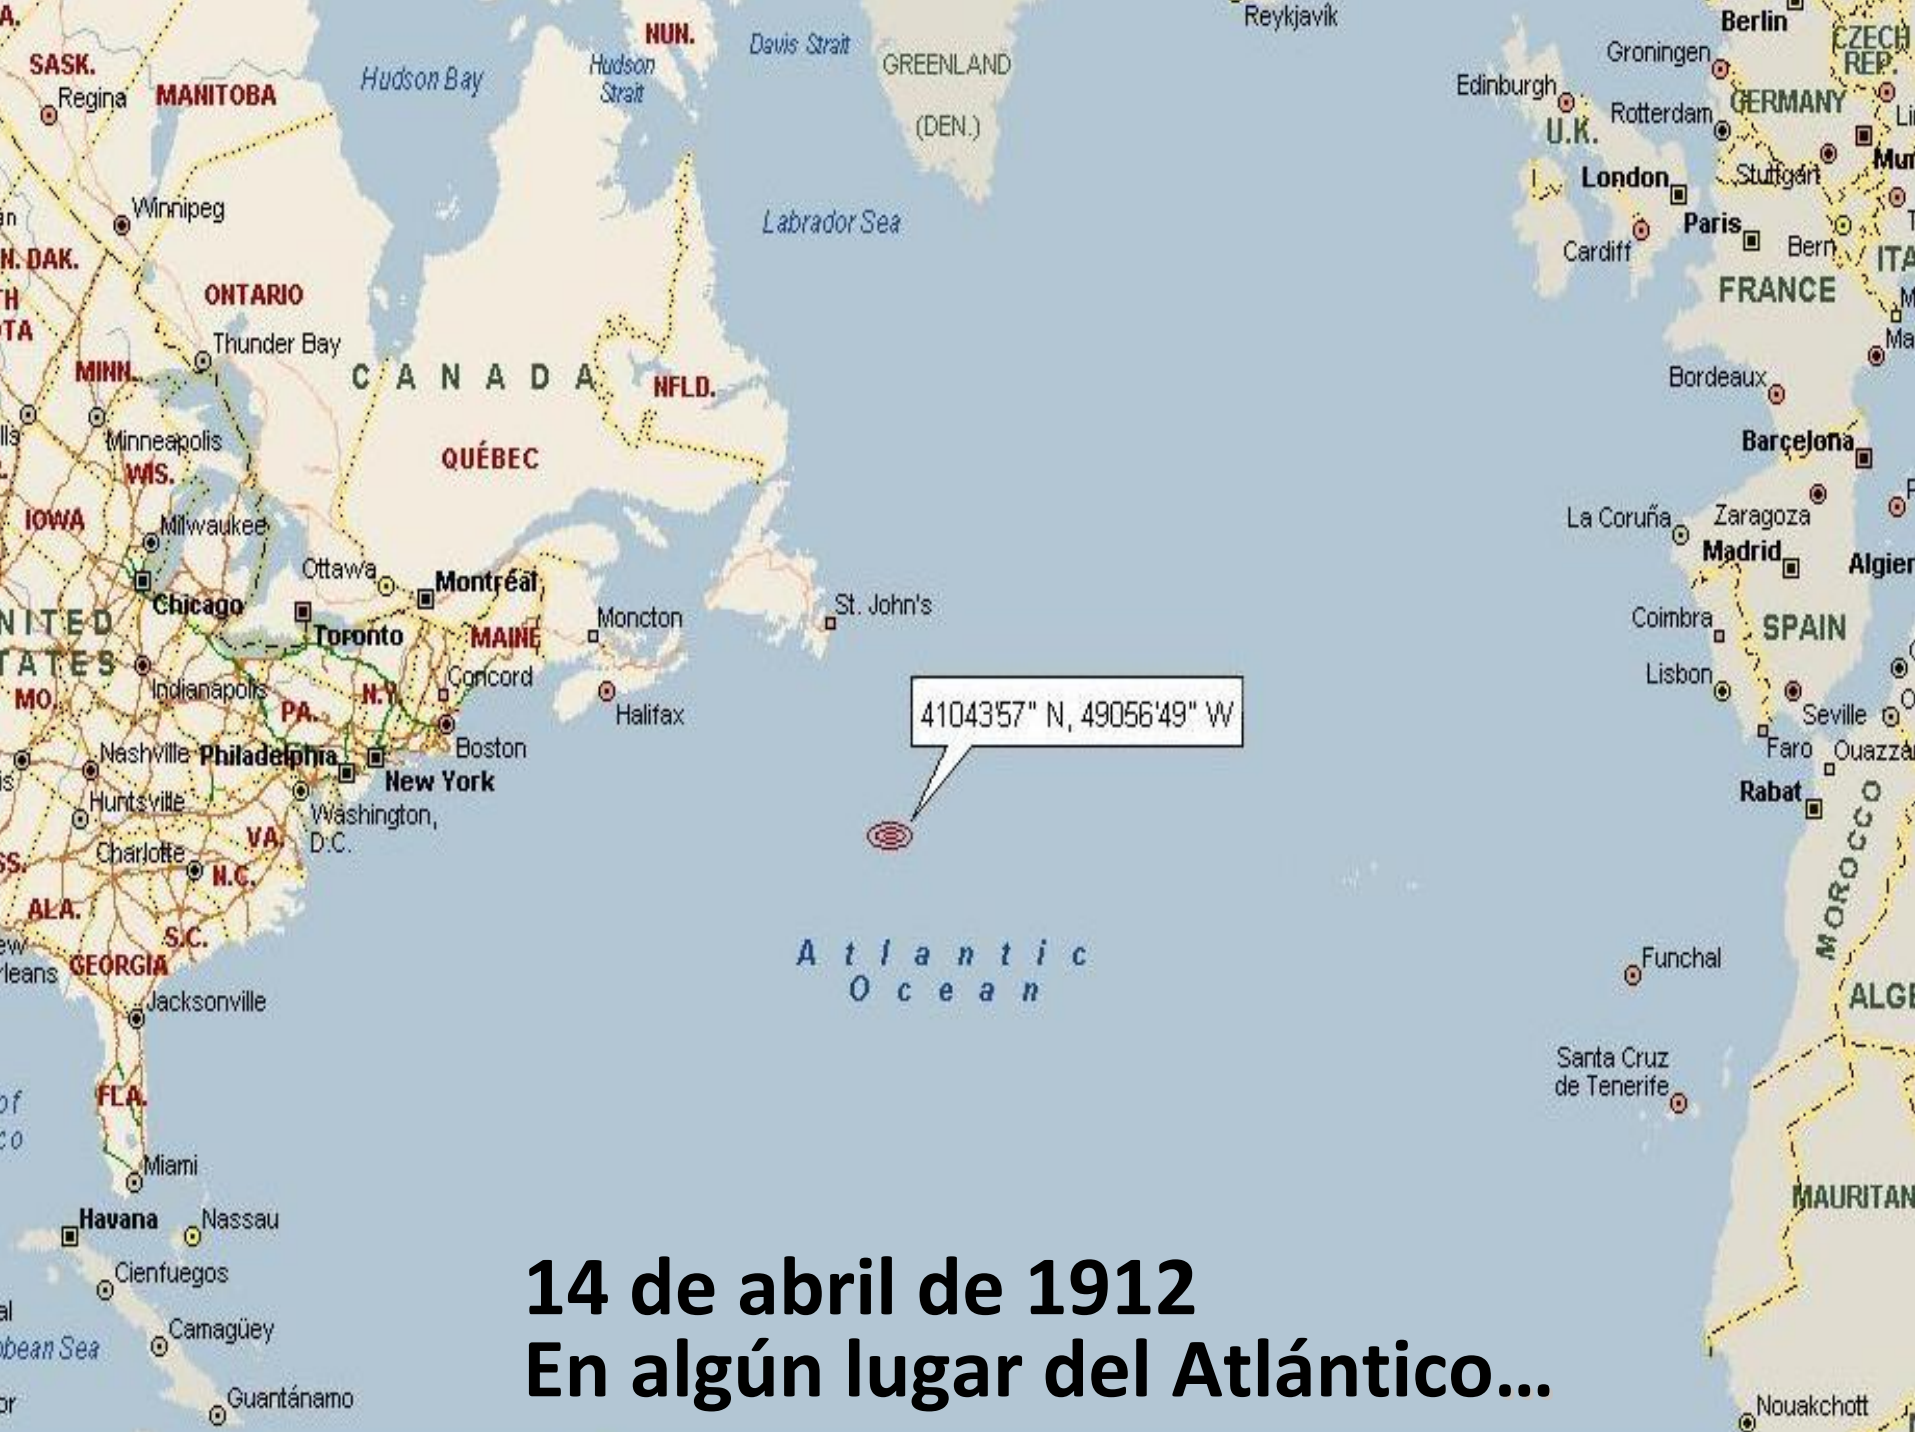 A.
SASK.
Regina
MANITOBA
Hudson Bay
NUN.
Hudson
Strait
Davis Strait
GREENLAND
(DEN.)
Reykjavík
Berlin
CZECH
REP.
Groningen
Edinburgh
U.K.
Rotterdam
GERMANY
London
Stuttgart
Paris
Cardiff
Bern
FRANCE
Winnipeg
Labrador Sea
N. DAK.
ONTARIO
Thunder Bay
MINN.
CANADA
NFLD.
Bordeaux
Minneapolis
WIS.
QUÉBEC
Barcelona
IOWA
Milwaukee
La Coruña
Zaragoza
Ottawa
Montréal
Madrid
Chicago
Toronto
MAINE
Moncton
St. John's
Coimbra
SPAIN
Indianapolis
Concord
Lisbon
MO.
PA.
N.Y.
Halifax
41043'57" N, 49056'49" W
Seville
Nashville
Philadelphia
Boston
Faro
New York
Rabat
Huntsville
Washington,
D.C.
MOROCCO
Charlotte
VA.
N.C.
ALA.
S.C.
GEORGIA
Atlantic
Ocean
Funchal
Jacksonville
Santa Cruz
de Tenerife
FLA.
Miami
Havana
Nassau
Cienfuegos
Camagüey
Guantánamo
Nouakchott
14 de abril de 1912
En algún lugar del Atlántico...